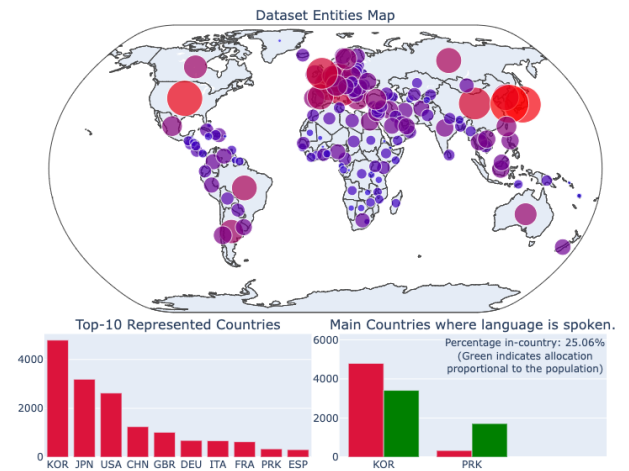 Dataset Entities Map
Top-10 Represented Countries
4000
2000
0
KOR JPN USA CHN GBR DEU ITA FRA PRK ESP
Main Countries where language is spoken.
6000
Percentage in-country: 25.06%
(Green indicates allocation
proportional to the population)
4000
2000
0
KOR PRK